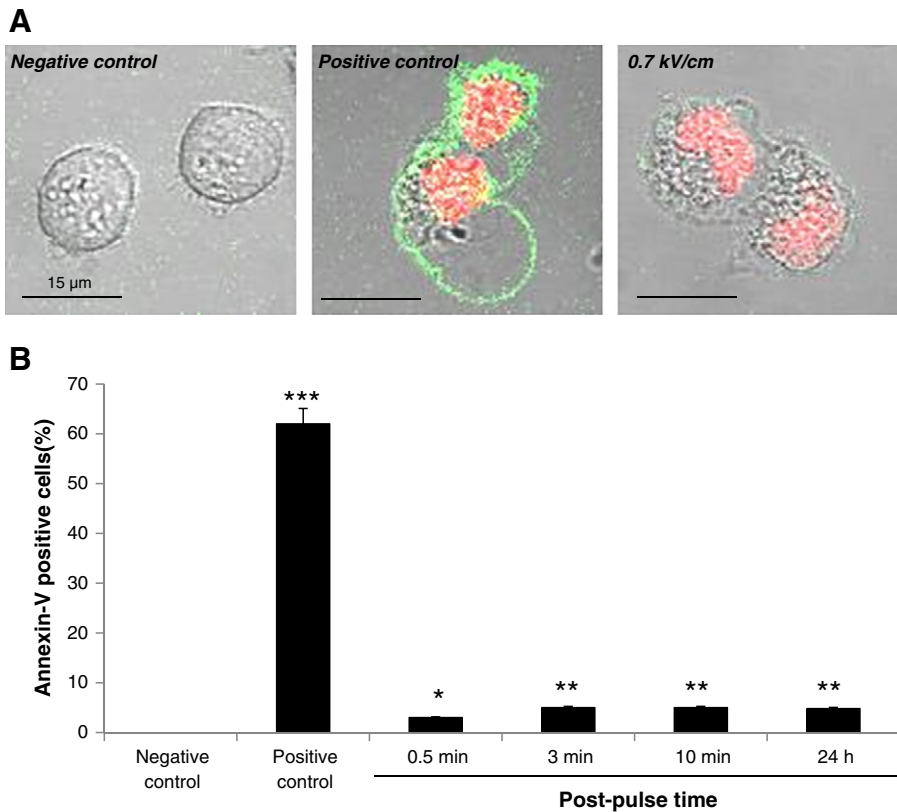 A
Negative control
Positive control
0.7 kV/cm
15 µm
B
Annexin-V positive cells(%)
70
60
50
40
30
20
10
0
***
*
**
**
**
Negative control
Positive control
0.5 min
3 min
10 min
24 h
Post-pulse time